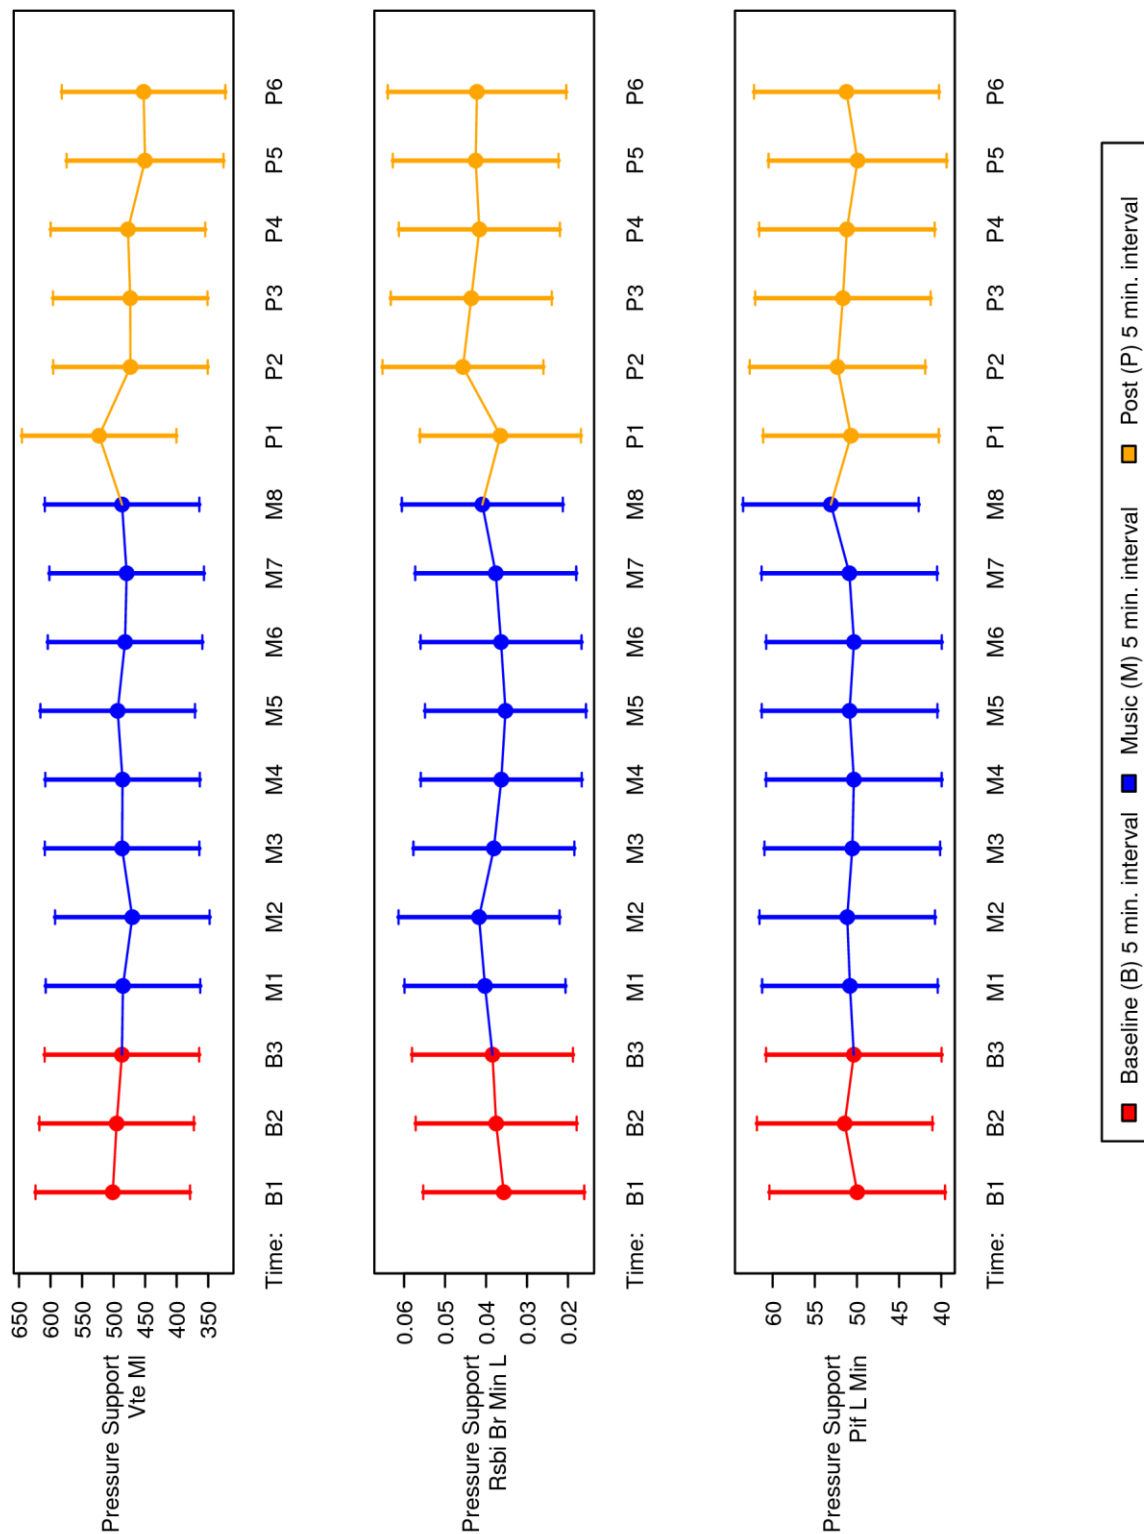 Pressure Support
Vte Ml
650
600
550
500
450
400
350
Time: B1 B2 B3 M1 M2 M3 M4 M5 M6 M7 M8 P1 P2 P3 P4 P5 P6
Pressure Support
Rsbi Br Min L
0.06
0.05
0.04
0.03
0.02
Time: B1 B2 B3 M1 M2 M3 M4 M5 M6 M7 M8 P1 P2 P3 P4 P5 P6
Pressure Support
Pif L Min
60
55
50
45
40
Time: B1 B2 B3 M1 M2 M3 M4 M5 M6 M7 M8 P1 P2 P3 P4 P5 P6
Baseline (B) 5 min. interval Music (M) 5 min. interval Post (P) 5 min. interval